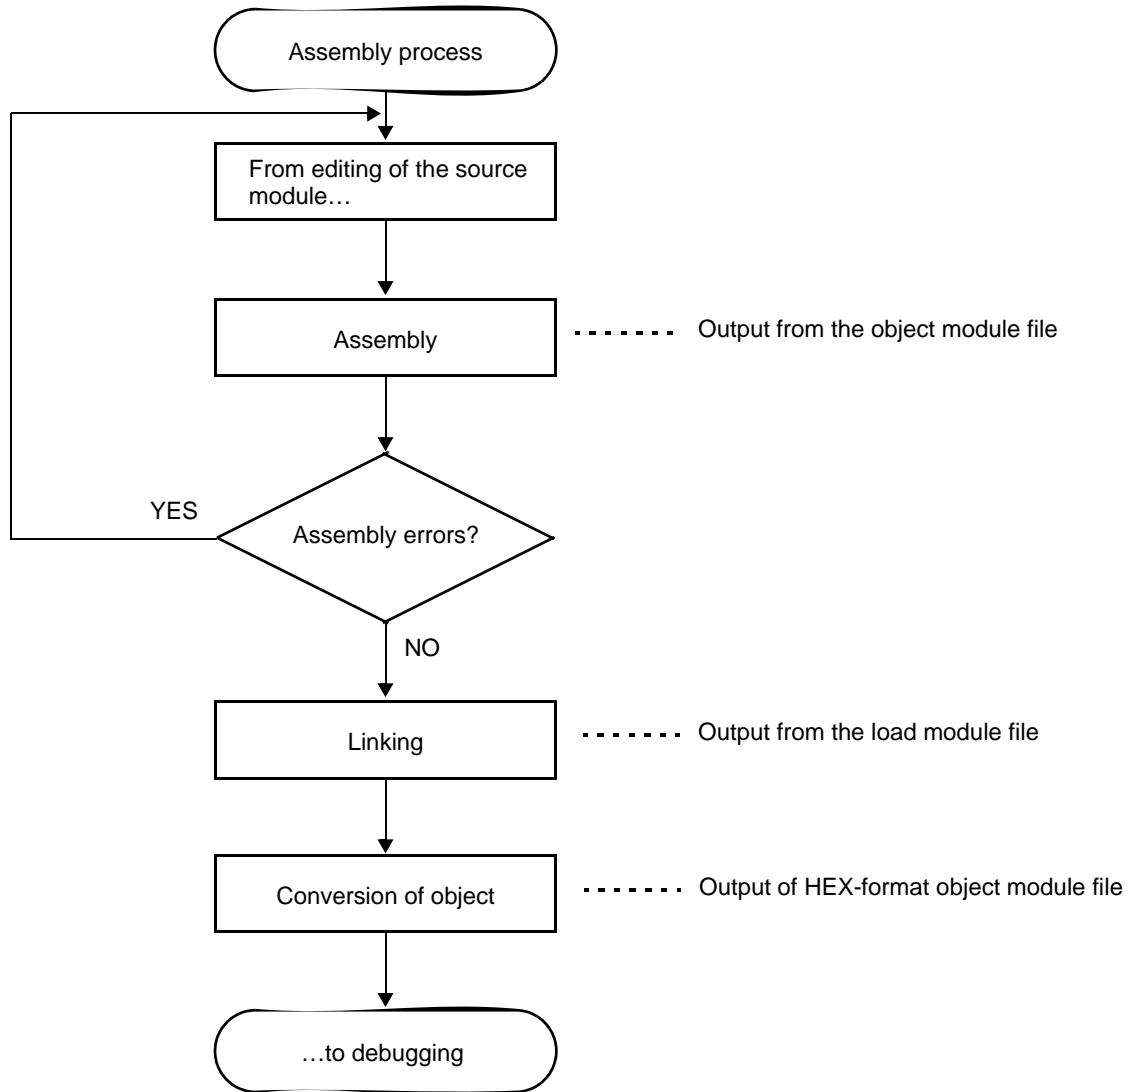 Assembly process
From editing of the source
module…
Assembly
Output from the object module file
YES
Assembly errors?
NO
Linking
Output from the load module file
Conversion of object
Output of HEX-format object module file
…to debugging